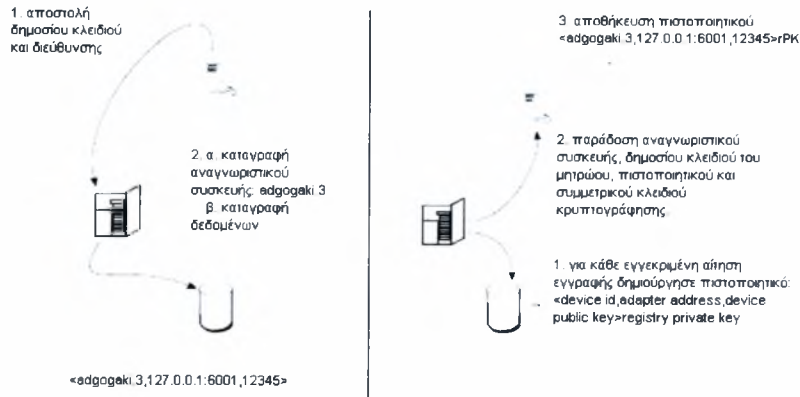 1. αποστολή
δημοσίου κλειδιού
και διεύθυνσης
2. α. καταγραφή
αναγνωριστικού
συσκευής: adgogaki.3
β. καταγραφή
δεδομένων
<adgogaki.3,127.0.0.1:6001,12345>
3. αποθήκευση πιστοποιητικού
<adgogaki.3,127.0.0.1:6001,12345>rPK
2. παράδοση αναγνωριστικού
συσκευής, δημοσίου κλειδιού του
μητρώου, πιστοποιητικού και
συμμετρικού κλειδιού
κρυπτογράφησης
1. για κάθε εγγεκριμένη αίτηση
εγγραφής δημιούργησε πιστοποιητικό:
<device id,adapter address,device
public key>registry private key